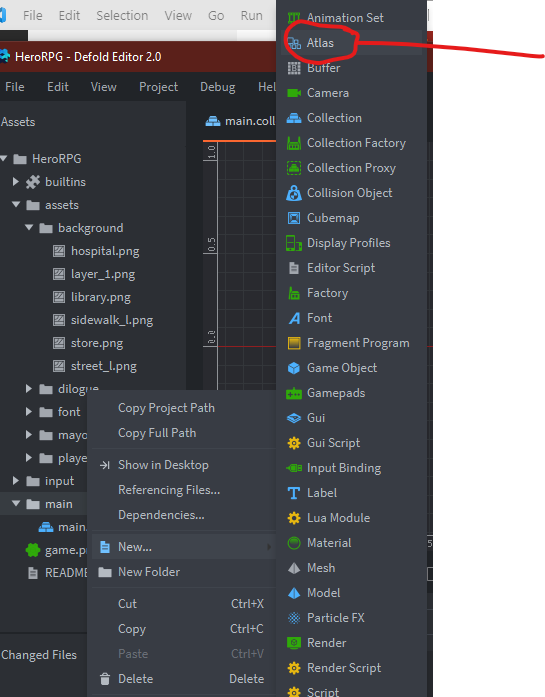 File Edit Selection View Go Run
HeroRPG - Defold Editor 2.0
File Edit View Project Debug
Assets
main.coll
HeroRPG
builtins
assets
background
hospital.png
layer_1.png
library.png
sidewalk_l.png
store.png
street_l.png
dilogue
font
mayo
playe
input
main
main.
game.p
README
Changed Files
1.0
0.5
0.0
Copy Project Path
Copy Full Path
Show in Desktop
Referencing Files...
Dependencies...
New...
New Folder
Cut Ctrl+X
Copy Ctrl+C
Paste Ctrl+V
Delete Delete
Animation Set
Atlas
Buffer
Camera
Collection
Collection Factory
Collection Proxy
Collision Object
Cubemap
Display Profiles
Editor Script
Factory
Font
Fragment Program
Game Object
Gamepads
Gui
Gui Script
Input Binding
Label
Lua Module
Material
Mesh
Model
Particle FX
Render
Render Script
Script